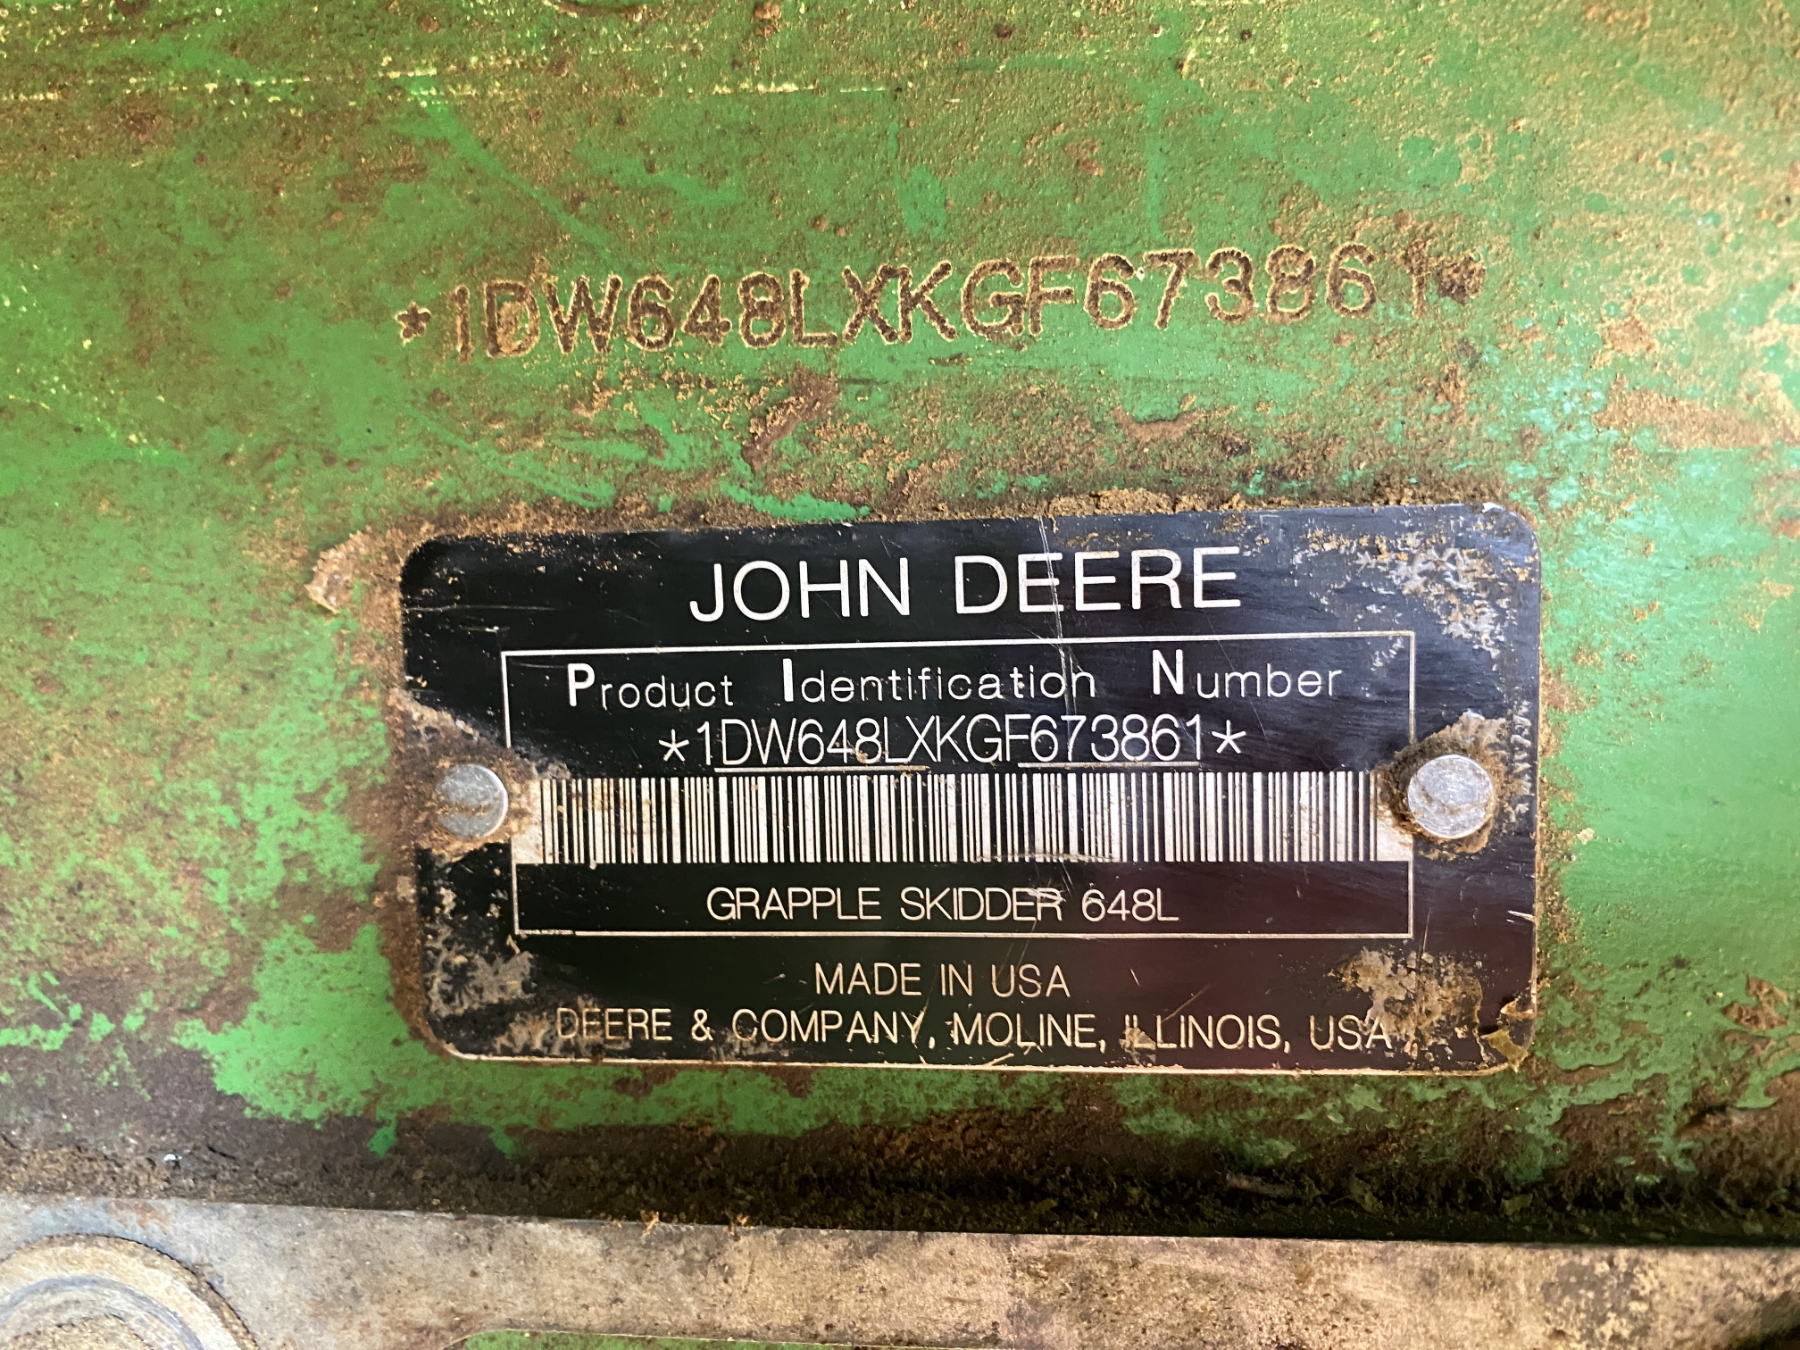 *1DW648LXKGF673861*
JOHN DEERE
Product Identification Number
*1DW648LXKGF673861*
GRAPPLE SKIDDER 648L
MADE IN USA
DEERE & COMPANY, MOLINE, ILLINOIS, USA